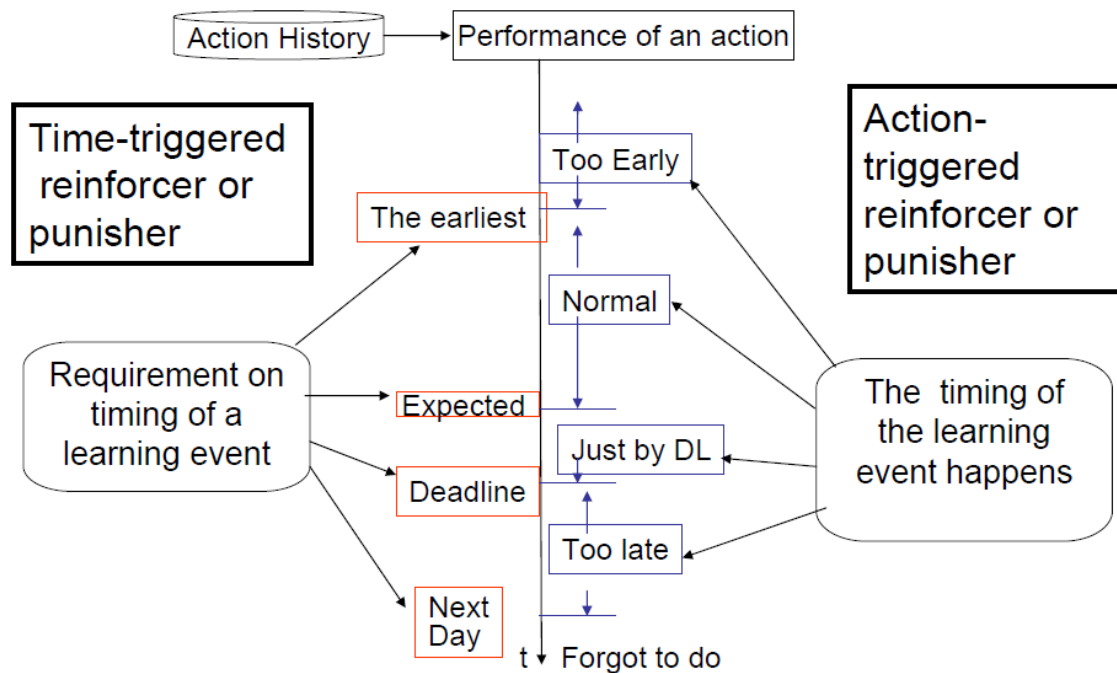 Action History
Performance of an action
Time-triggered
reinforcer or
punisher
Action-
triggered
reinforcer or
punisher
Too Early
The earliest
Normal
Requirement on
timing of a
learning event
Expected
The timing of
the learning
event happens
Just by DL
Deadline
Too late
Next
Day
t
Forgot to do